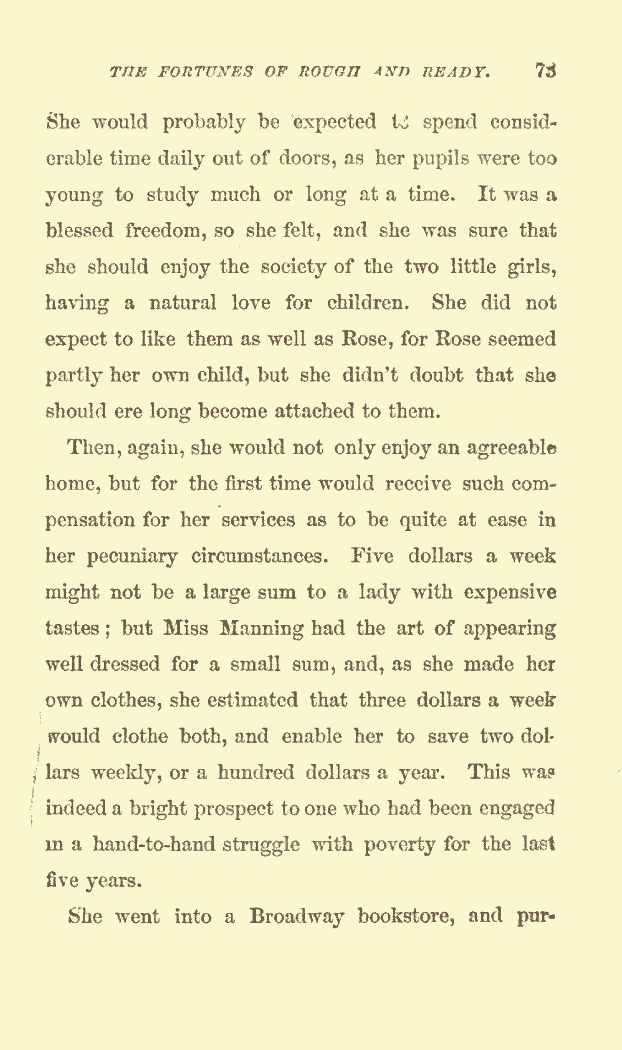 THE FORTUNES OF ROUGH AND READY. 73
She would probably be expected to spend consid-
erable time daily out of doors, as her pupils were too
young to study much or long at a time. It was a
blessed freedom, so she felt, and she was sure that
she should enjoy the society of the two little girls,
having a natural love for children. She did not
expect to like them as well as Rose, for Rose seemed
partly her own child, but she didn't doubt that she
should ere long become attached to them.
Then, again, she would not only enjoy an agreeable
home, but for the first time would receive such com-
pensation for her services as to be quite at ease in
her pecuniary circumstances. Five dollars a week
might not be a large sum to a lady with expensive
tastes; but Miss Manning had the art of appearing
well dressed for a small sum, and, as she made her
own clothes, she estimated that three dollars a week
would clothe both, and enable her to save two dol-
lars weekly, or a hundred dollars a year. This was
indeed a bright prospect to one who had been engaged
in a hand-to-hand struggle with poverty for the last
five years.
She went into a Broadway bookstore, and pur-